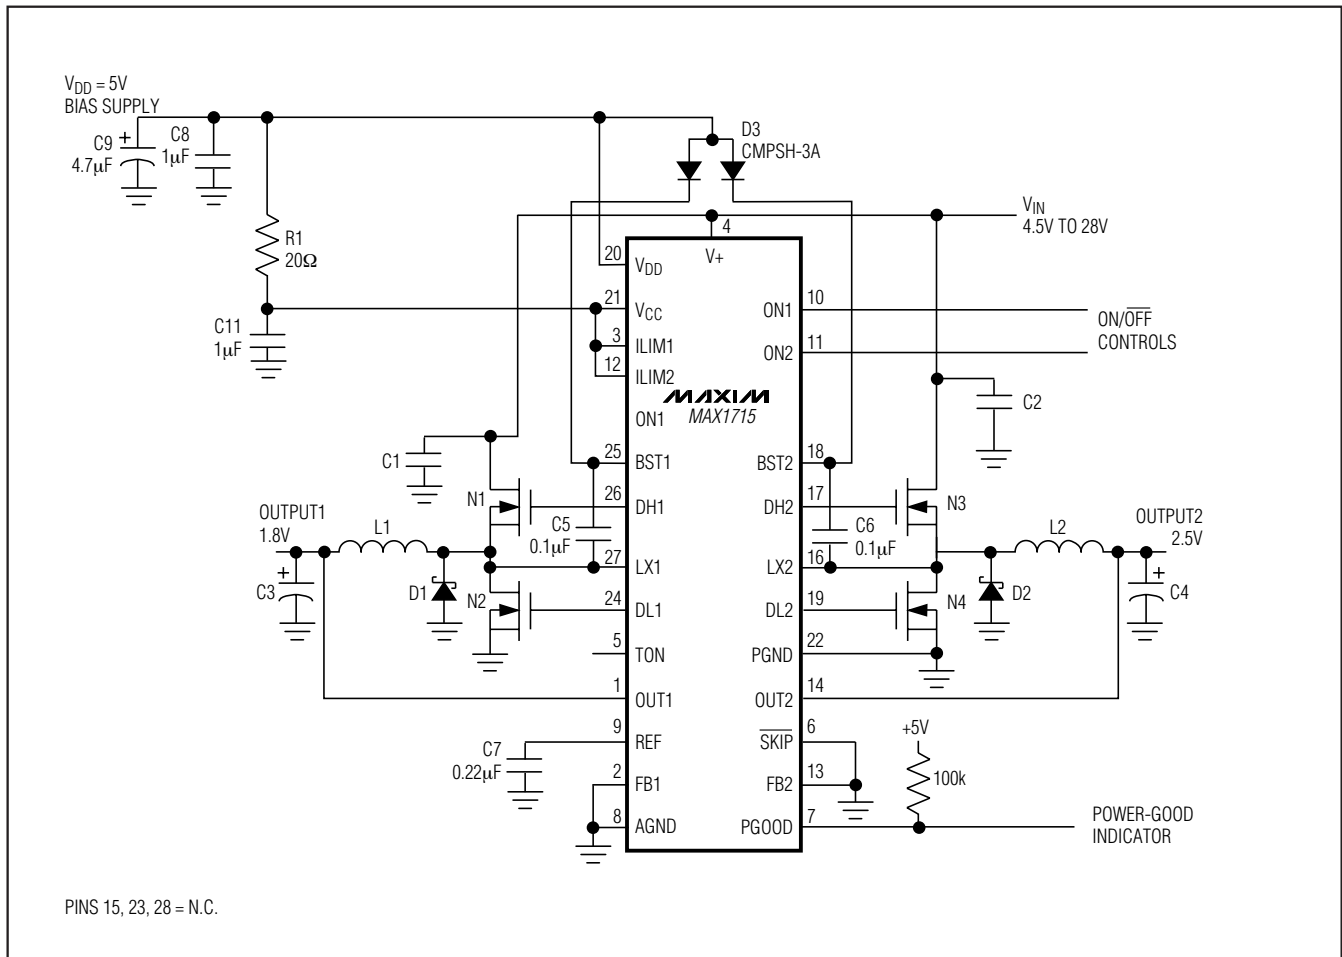 V_DD = 5V
BIAS SUPPLY
C9
+
4.7µF
C8
1µF
D3
CMPSH-3A
R1
20Ω
V_IN
4.5V TO 28V
C11
1µF
4
V+
20
V_DD
21
V_CC
3
ILIM1
12
ILIM2
ON1
10
ON1
11
ON2
ON/OFF
CONTROLS
MAXIM
MAX1715
C1
C2
25
BST1
18
BST2
N1
26
DH1
17
DH2
N3
C5
0.1µF
C6
0.1µF
OUTPUT1
1.8V
L1
L2
OUTPUT2
2.5V
27
LX1
16
LX2
+
C3
D1
N2
24
DL1
19
DL2
N4
D2
+
C4
5
TON
22
PGND
1
OUT1
14
OUT2
9
REF
6
SKIP
+5V
C7
0.22µF
2
FB1
13
FB2
100k
8
AGND
7
PGOOD
POWER-GOOD
INDICATOR
PINS 15, 23, 28 = N.C.